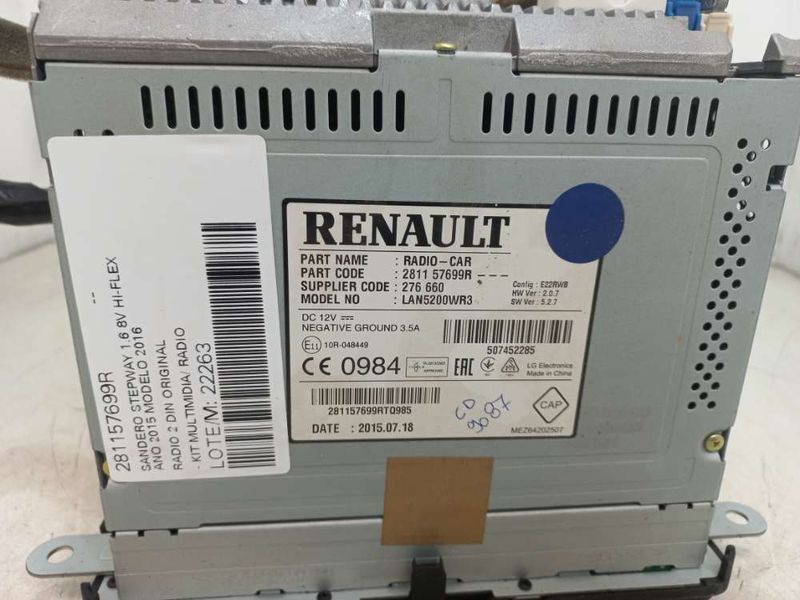 281157699R
SANDERO STEPWAY 1.6 8V HI-FLEX
ANO 2015 MODELO 2016
--
RADIO 2 DIN ORIGINAL
- KIT MULTIMIDIA/ RADIO
LOTE/M: 22263
RENAULT
PART NAME : RADIO-CAR
PART CODE : 2811 57699R - - -
SUPPLIER CODE : 276 660
MODEL NO : LAN5200WR3
Config : E22RWB
HW Ver : 2.0.7
SW Ver : 5.2.7
DC 12V
NEGATIVE GROUND 3.5A
E11 10R-048449
507452285
CE 0984
EAC
LG Electronics
Made in China
281157699RTQ985
CAP
DATE : 2015.07.18
MEZ64202507